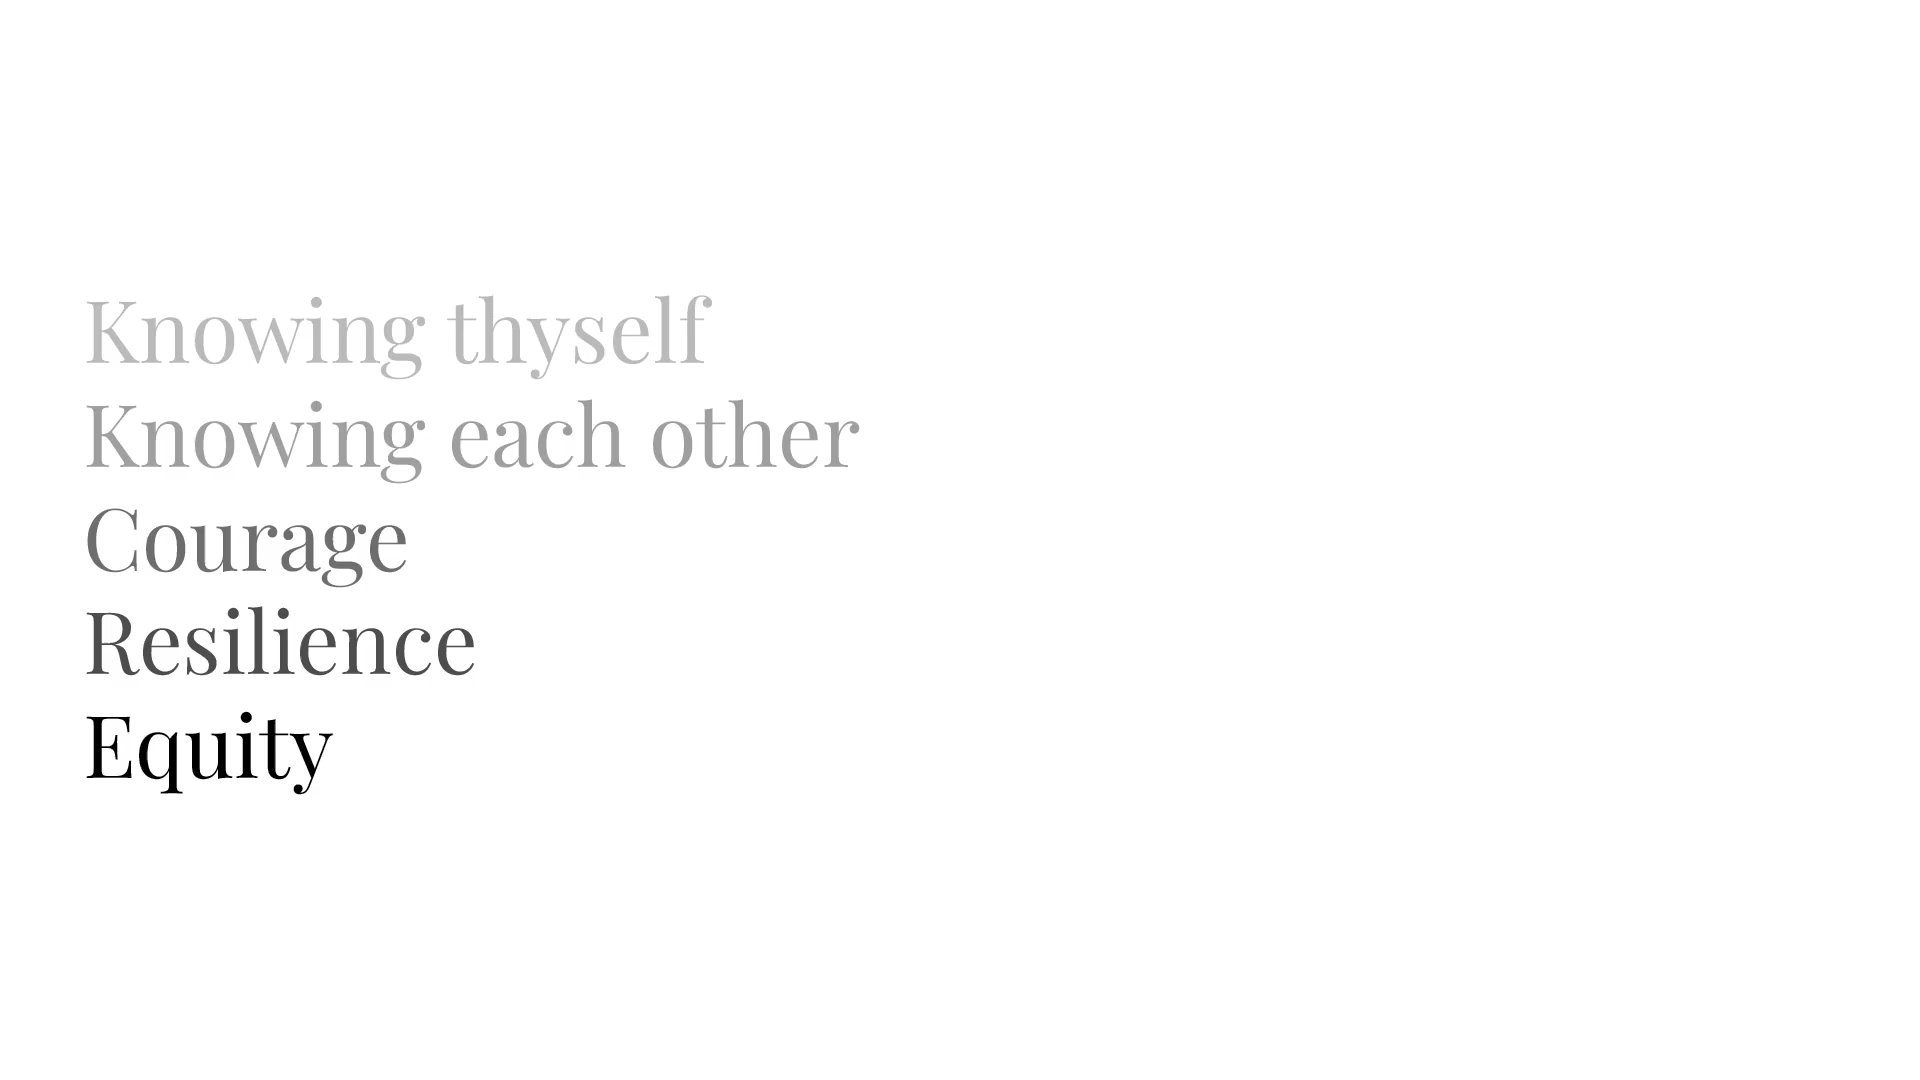 Knowing thyself
Knowing each other
Courage
Resilience
Equity